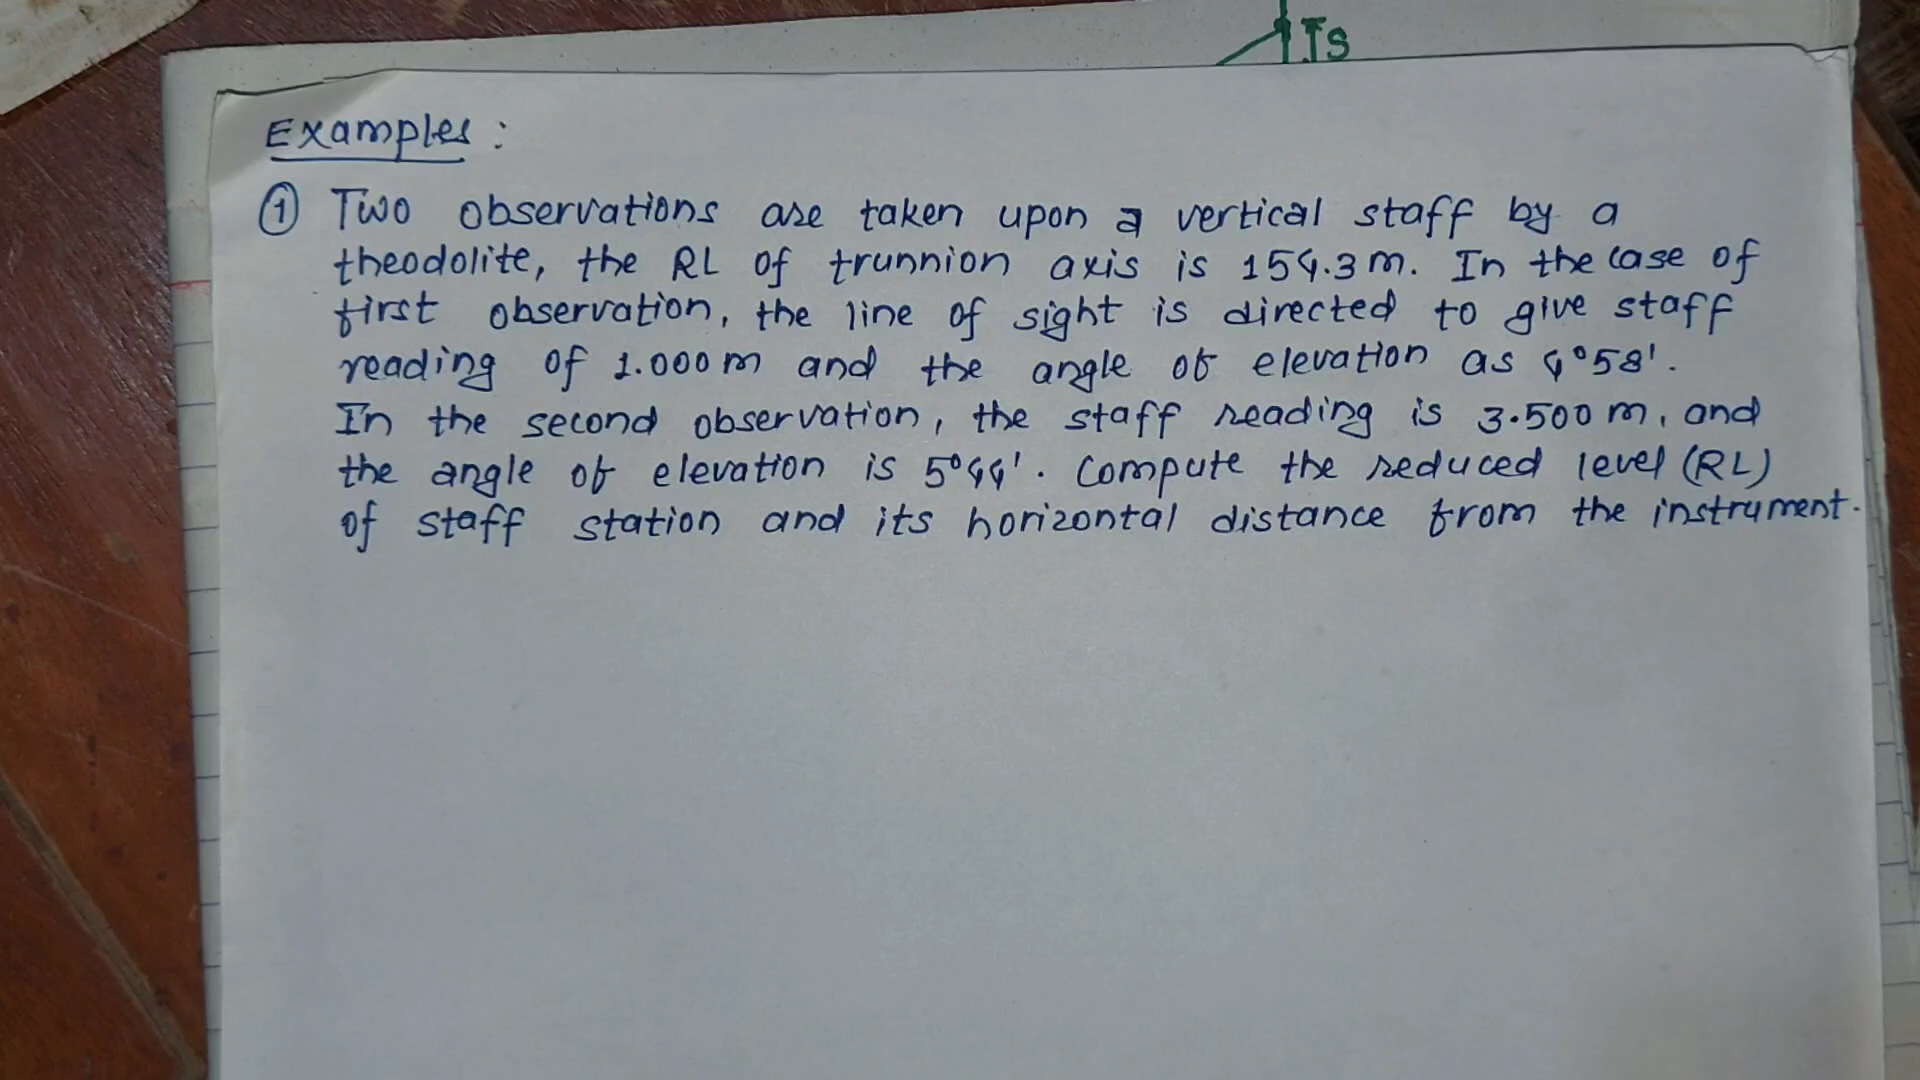 Is
Examples :
① Two observations are taken upon a vertical staff by a
theodolite, the RL of trunnion axis is 154.3 m. In the case of
first observation, the line of sight is directed to give staff
reading of 1.000 m and the angle of elevation as 4°58'.
In the second observation, the staff reading is 3.500 m, and
the angle of elevation is 5°44'. Compute the reduced level (RL)
of staff station and its horizontal distance from the instrument.